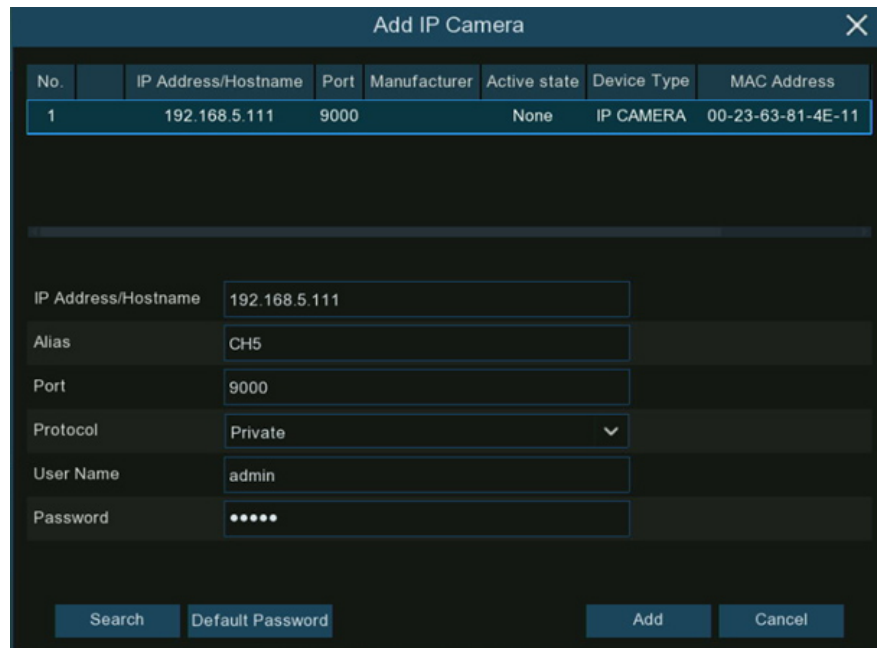 Add IP Camera
No. IP Address/Hostname Port Manufacturer Active state Device Type MAC Address
1 192.168.5.111 9000 None IP CAMERA 00-23-63-81-4E-11
IP Address/Hostname 192.168.5.111
Alias CH5
Port 9000
Protocol Private
User Name admin
Password •••••
Search Default Password Add Cancel